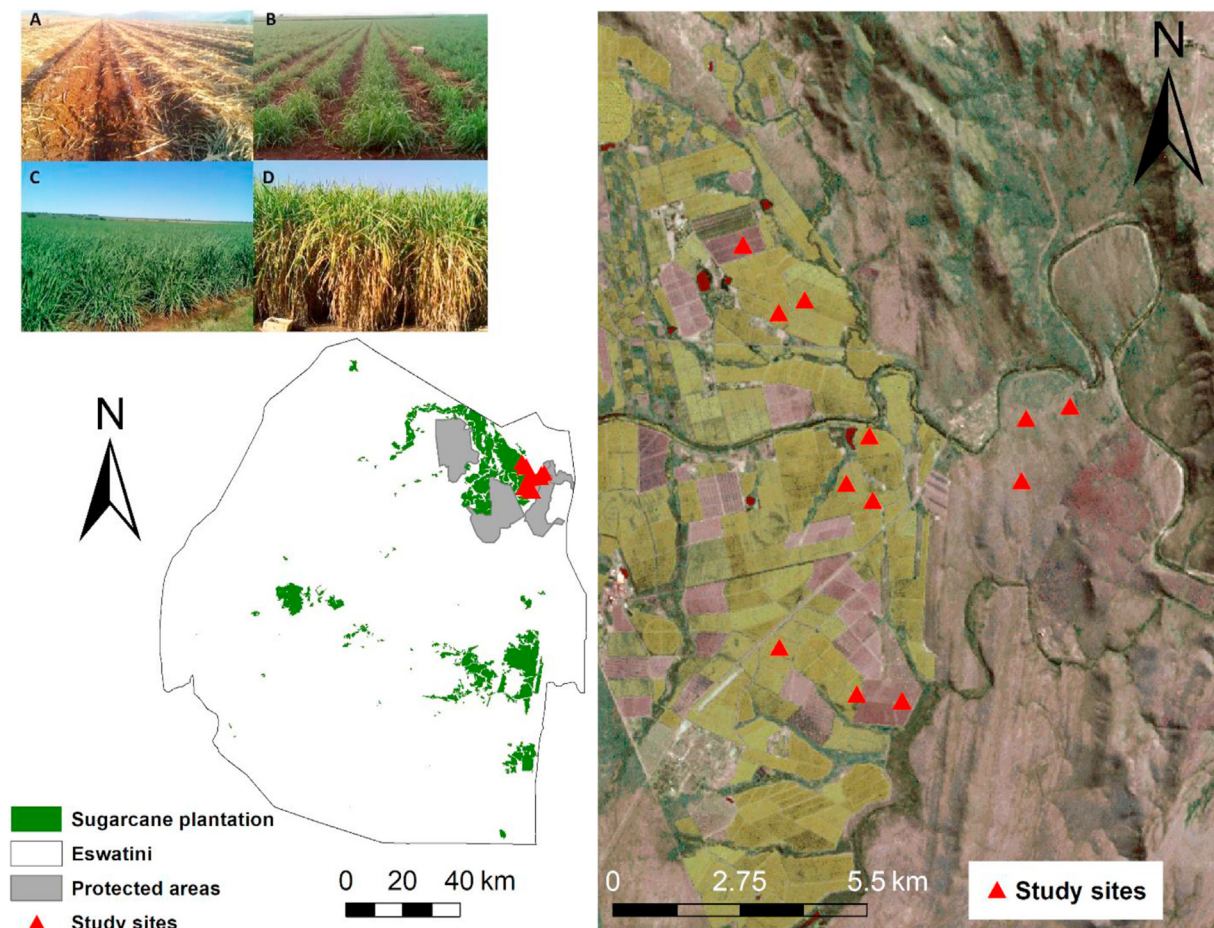 A
B
C
D
N
N
Sugarcane plantation
Eswatini
Protected areas
Study sites
0 20 40 km
0 2.75 5.5 km
Study sites